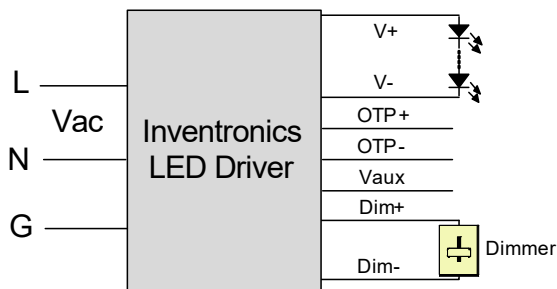 L
Vac
N
G
Inventronics
LED Driver
V+
V-
OTP+
OTP-
Vaux
Dim+
Dim-
Dimmer